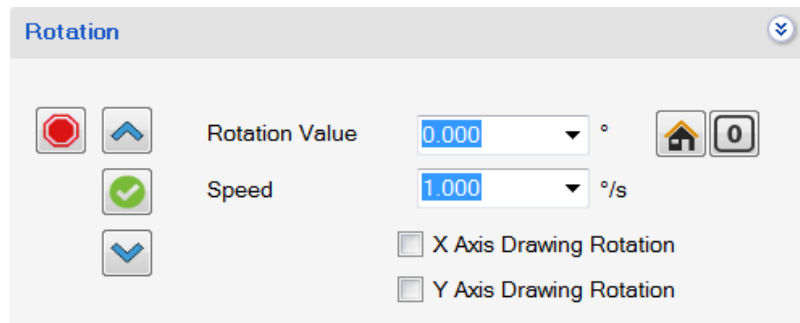 Rotation
Rotation Value 0.000 ° 0
Speed 1.000 °/s
X Axis Drawing Rotation
Y Axis Drawing Rotation